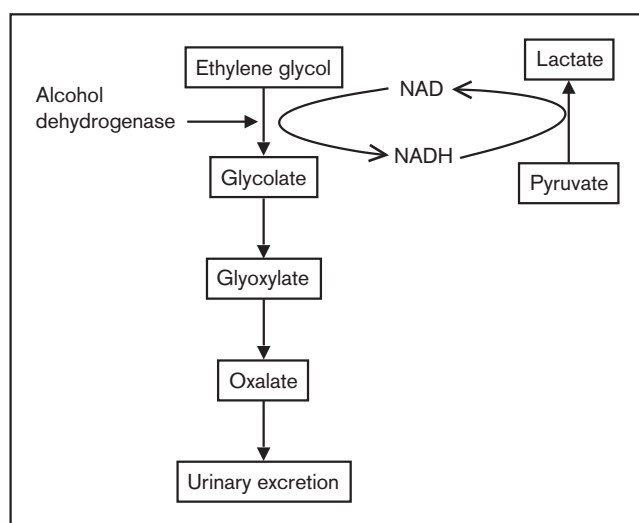 Ethylene glycol
Lactate
NAD
Alcohol
dehydrogenase
NADH
Glycolate
Pyruvate
Glyoxylate
Oxalate
Urinary excretion